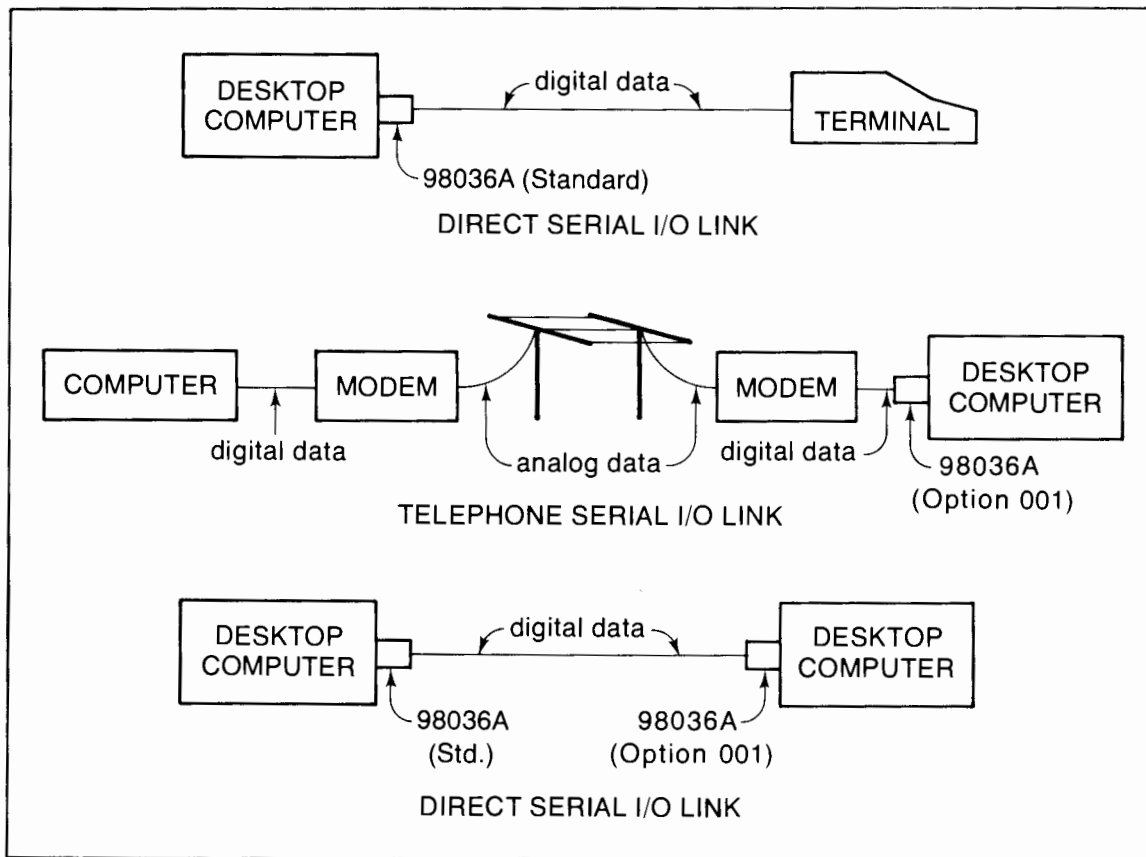 DESKTOP
COMPUTER
digital data
TERMINAL
98036A (Standard)
DIRECT SERIAL I/O LINK
COMPUTER
MODEM
MODEM
DESKTOP
COMPUTER
digital data
analog data
digital data
98036A
(Option 001)
TELEPHONE SERIAL I/O LINK
DESKTOP
COMPUTER
digital data
DESKTOP
COMPUTER
98036A
(Std.)
98036A
(Option 001)
DIRECT SERIAL I/O LINK